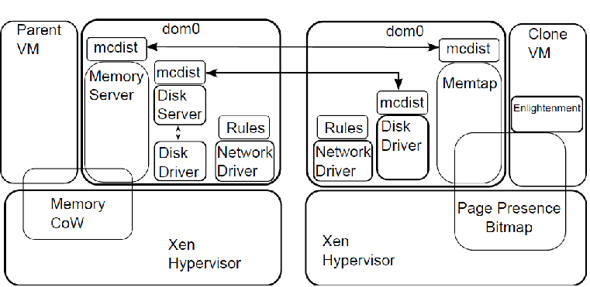 Parent
VM
dom0
mcdist
Memory
Server
mcdist
Disk
Server
Disk
Driver
Rules
Network
Driver
Memory
CoW
Xen
Hypervisor
dom0
Clone
VM
mcdist
Memtap
mcdist
Disk
Driver
Rules
Network
Driver
Enlightenment
Page Presence
Bitmap
Xen
Hypervisor